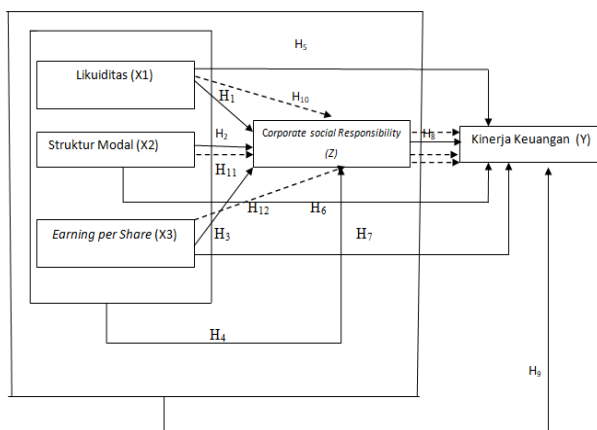 H5
Likuiditas (X1)
H10
H1
Struktur Modal (X2)
H2
Corporate social Responsibility
(Z)
H8
Kinerja Keuangan (Y)
H11
Earning per Share (X3)
H12
H6
H3
H7
H4
H9